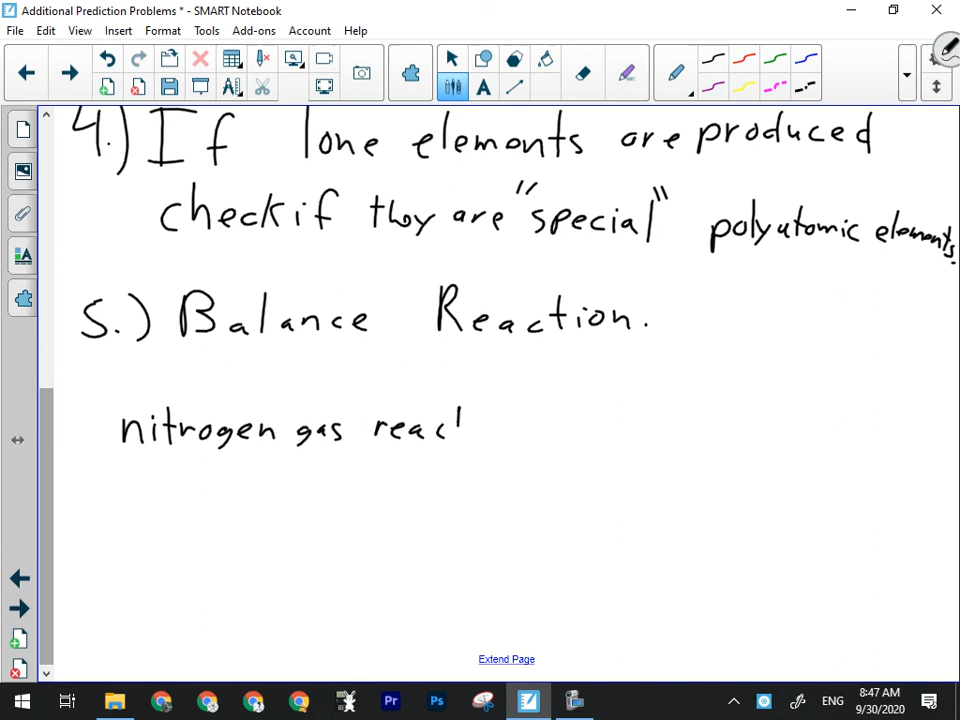 Additional Prediction Problems * - SMART Notebook
File Edit View Insert Format Tools Add-ons Account Help
4.) If lone elements are produced
check if they are "special" polyatomic elements.
5.) Balance Reaction.
nitrogen gas reac
Extend Page
Pr
Ps
ENG
8:47 AM
9/30/2020